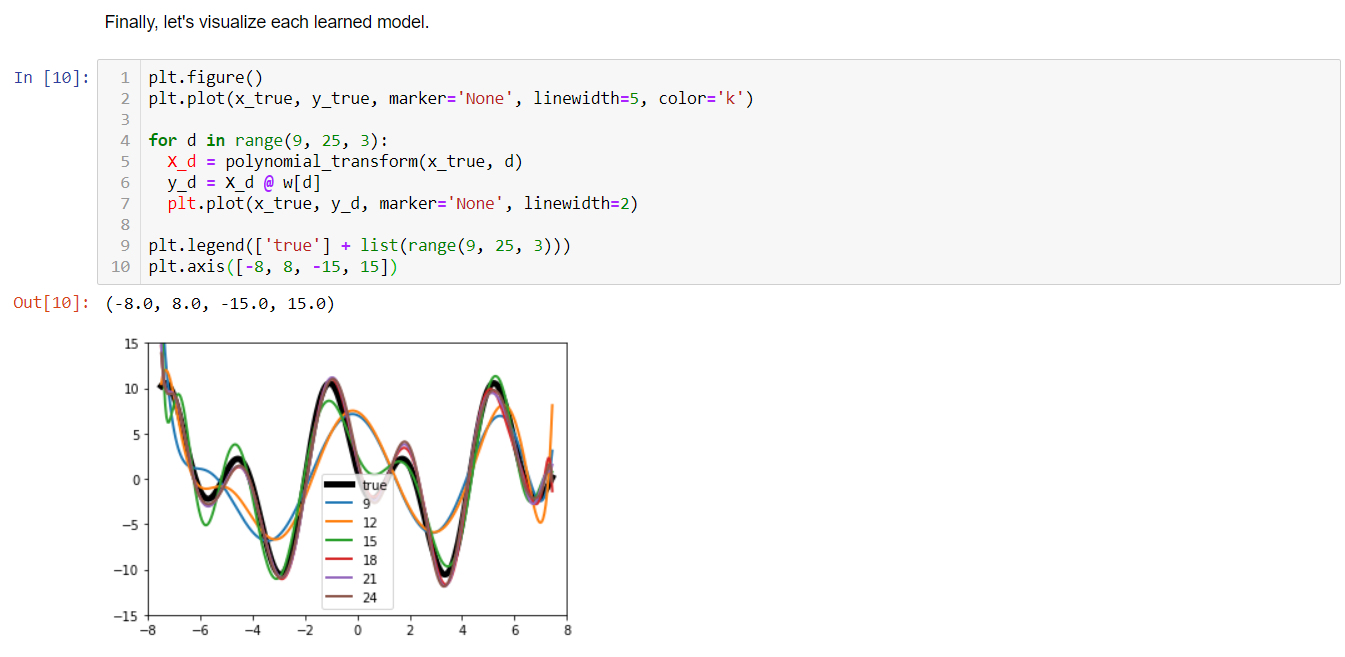 Finally, let's visualize each learned model.
In [10]:
1 plt.figure()
2 plt.plot(x_true, y_true, marker='None', linewidth=5, color='k')
3
4 for d in range(9, 25, 3):
5   X_d = polynomial_transform(x_true, d)
6   y_d = X_d @ w[d]
7   plt.plot(x_true, y_d, marker='None', linewidth=2)
8
9 plt.legend(['true'] + list(range(9, 25, 3)))
10 plt.axis([-8, 8, -15, 15])
Out[10]: (-8.0, 8.0, -15.0, 15.0)
15
10
5
0
−5
−10
−15
true
9
12
15
18
21
24
−8 −6 −4 −2 0 2 4 6 8